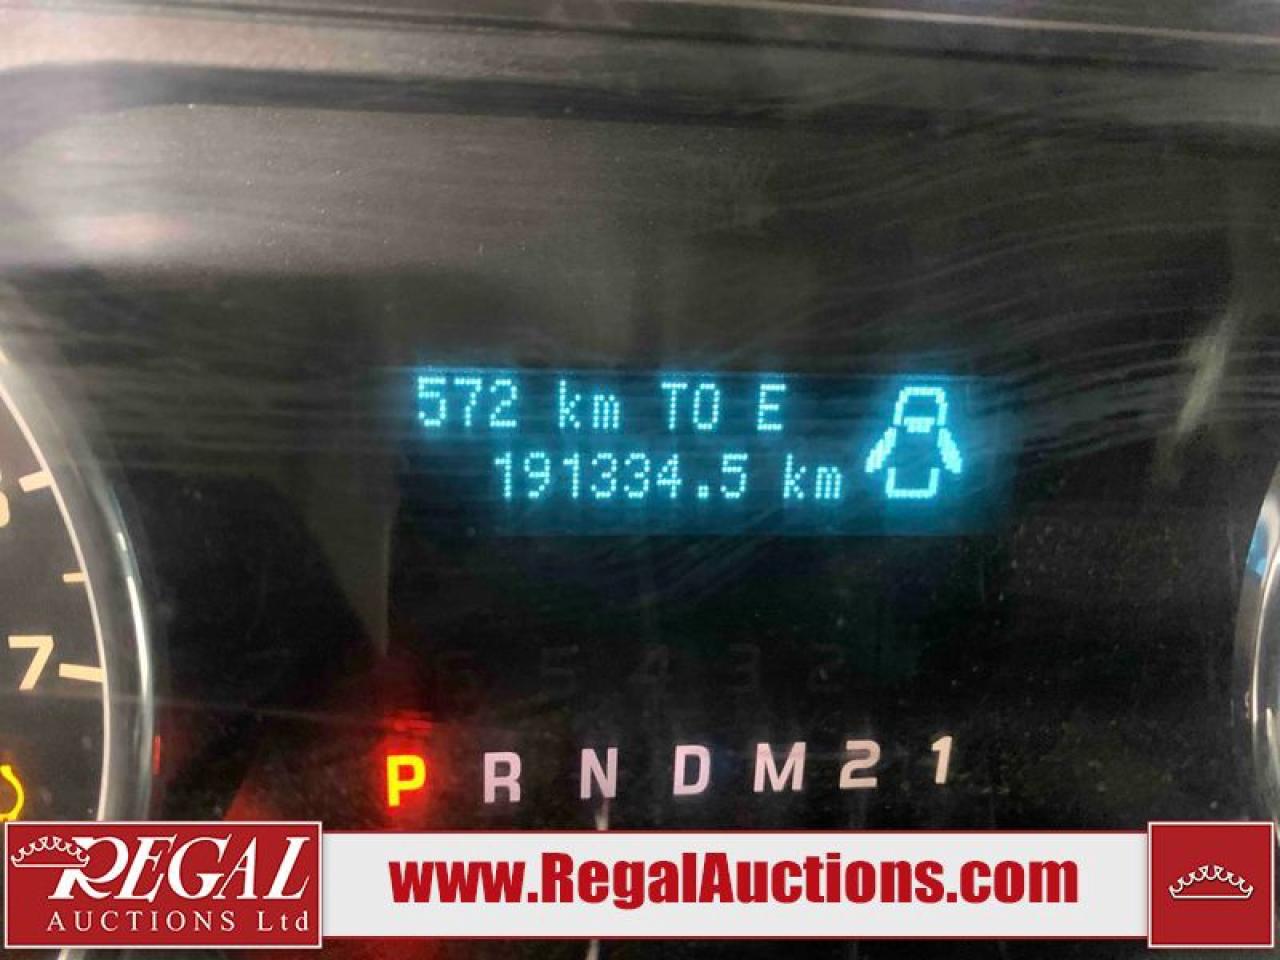 572 km TO E
191334.5 km
7
6 5 4 3 2
P R N D M 2 1
REGAL
AUCTIONS Ltd
www.RegalAuctions.com